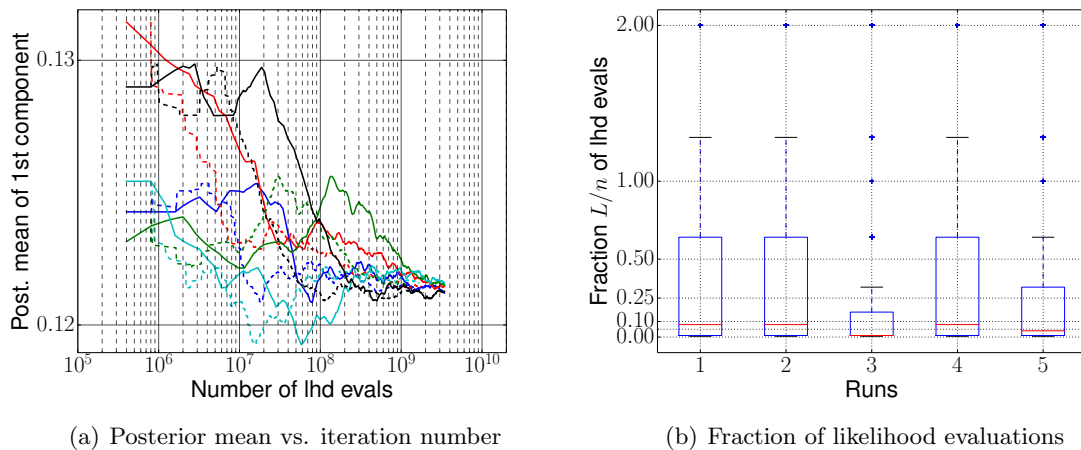 0.13
0.12
Post. mean of 1st component
10^5 10^6 10^7 10^8 10^9 10^10
Number of lhd evals
(a) Posterior mean vs. iteration number
2.00
1.00
0.50
0.25
0.10
0.00
Fraction L/n of lhd evals
1 2 3 4 5
Runs
(b) Fraction of likelihood evaluations